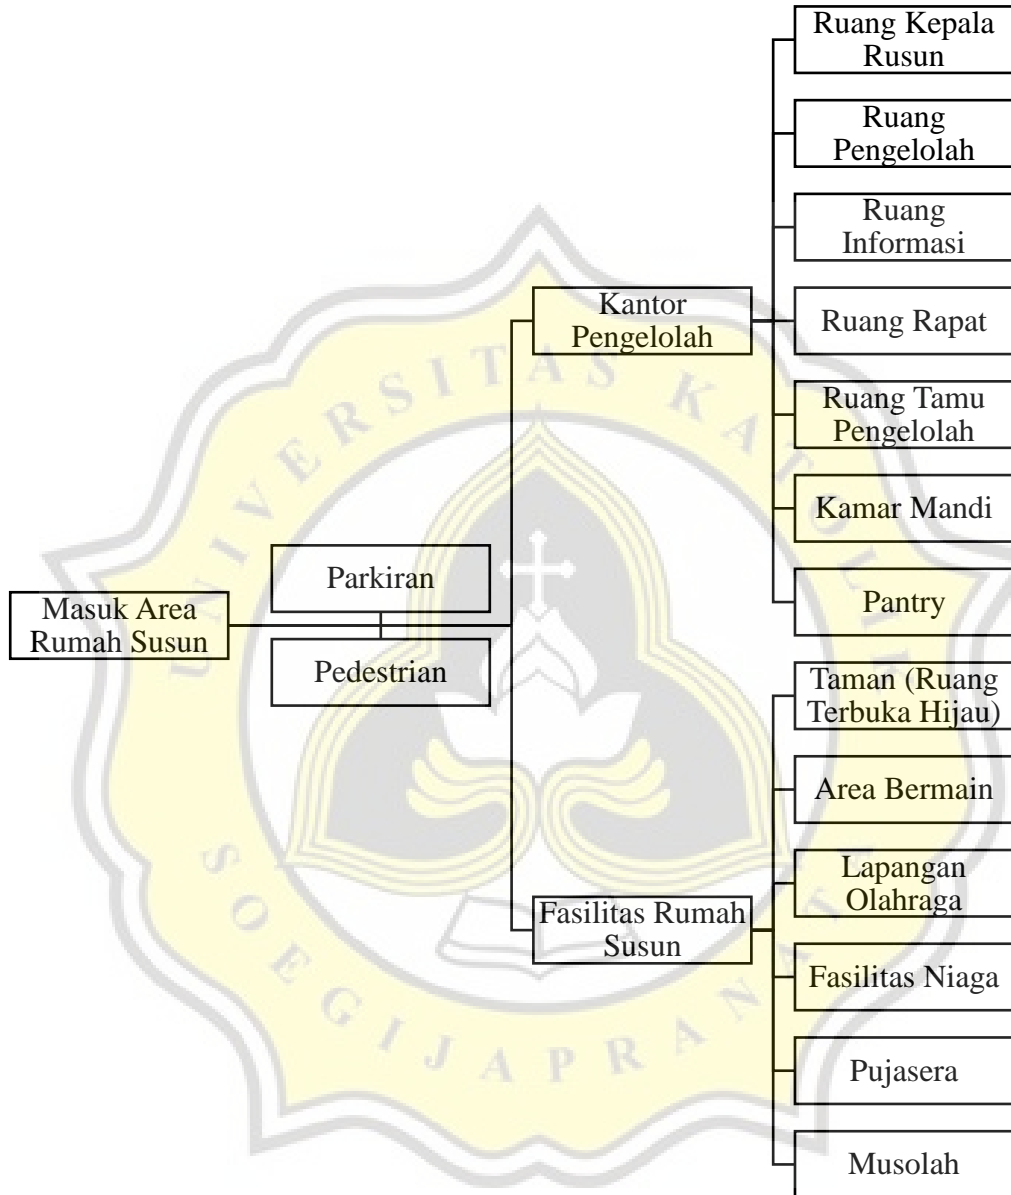 Ruang Kepala
Rusun
Ruang
Pengelolah
Ruang
Informasi
Kantor
Pengelolah
Ruang Rapat
Ruang Tamu
Pengelolah
Kamar Mandi
Parkiran
Pantry
Masuk Area
Rumah Susun
Pedestrian
Taman (Ruang
Terbuka Hijau)
Area Bermain
Lapangan
Olahraga
Fasilitas Rumah
Susun
Fasilitas Niaga
Pujasera
Musolah
UNIVERSITAS KATOLIK
SOEGIJAPRANATA